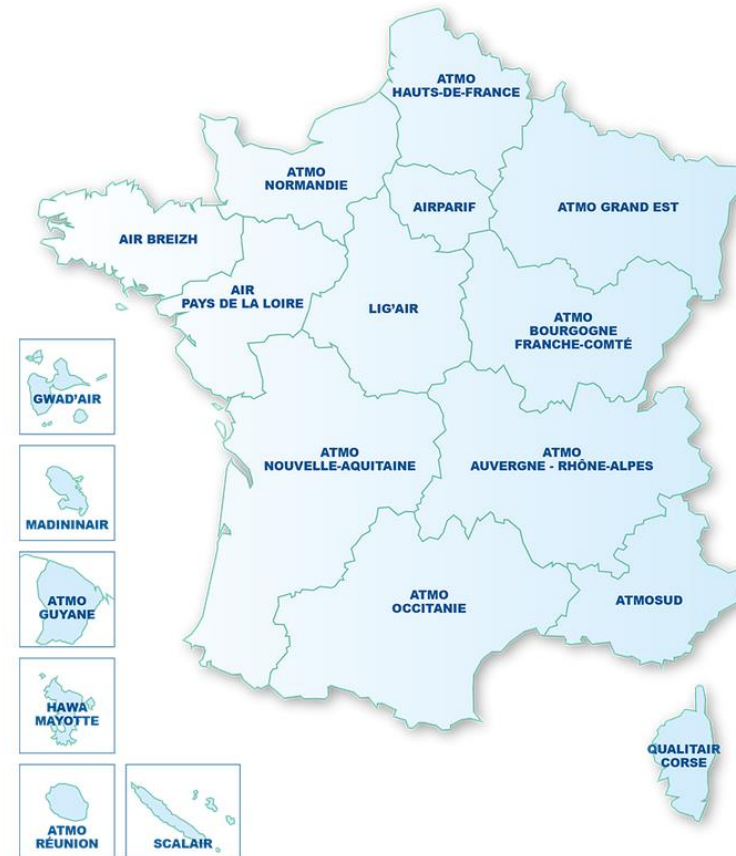 ATMO
HAUTS-DE-FRANCE
ATMO
NORMANDIE
AIRPARIF
ATMO GRAND EST
AIR BREIZH
AIR
PAYS DE LA LOIRE
LIG'AIR
ATMO
BOURGOGNE
FRANCHE-COMTÉ
GWAD'AIR
ATMO
NOUVELLE-AQUITAINE
ATMO
AUVERGNE - RHÔNE-ALPES
MADININAIR
ATMO
GUYANE
ATMO
OCCITANIE
ATMOSUD
HAWA
MAYOTTE
QUALITAIR
CORSE
ATMO
RÉUNION
SCALAIR